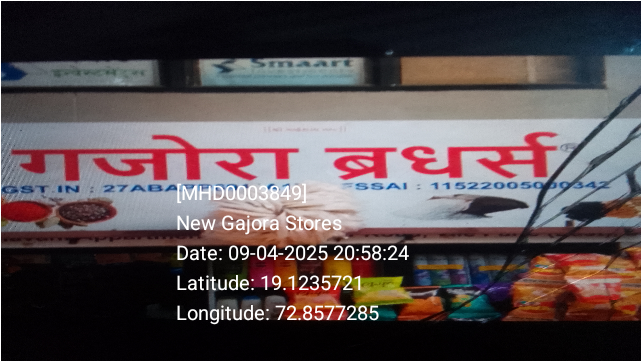 इन्वेस्टमेंट्स
Smaart
गजोरा ब्रधर्स
GST.IN : 27ABA
FSSAI : 11522005000342
[MHD0003849]
New Gajora Stores
Date: 09-04-2025 20:58:24
Latitude: 19.1235721
Longitude: 72.8577285